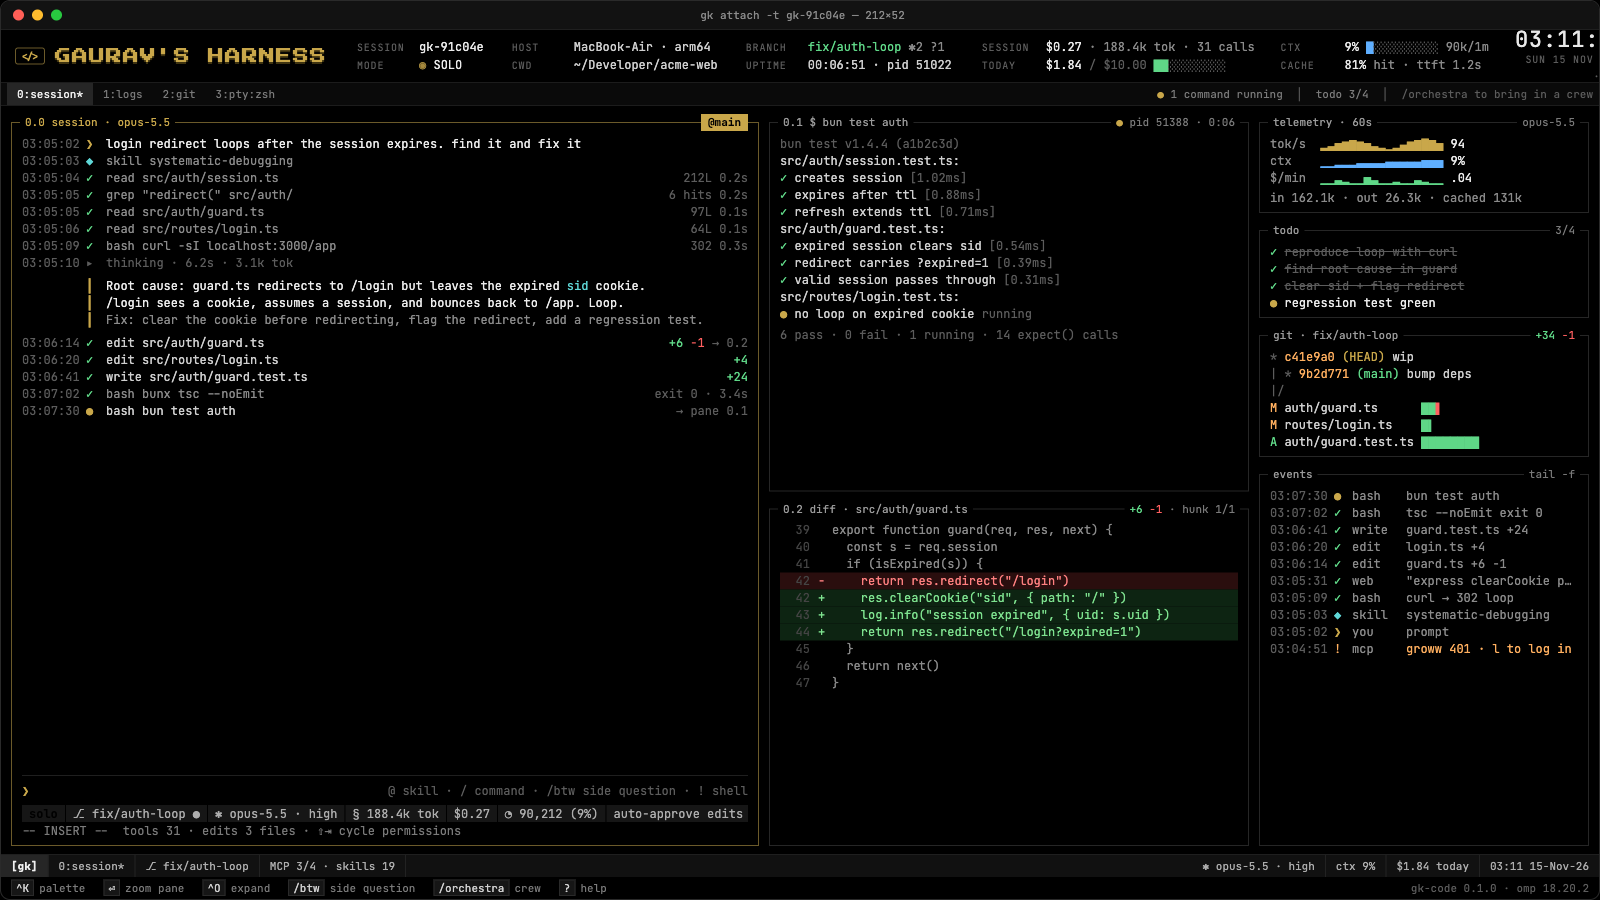 gk attach -t gk-91c04e — 212×52
</> GAURAV'S HARNESS
SESSION gk-91c04e HOST MacBook-Air · arm64 BRANCH fix/auth-loop ✱2 ?1 SESSION $0.27 · 188.4k tok · 31 calls CTX 9% 90k/1m 03:11:
MODE ● SOLO CWD ~/Developer/acme-web UPTIME 00:06:51 · pid 51022 TODAY $1.84 / $10.00 CACHE 81% hit · ttft 1.2s SUN 15 NOV
0:session* 1:logs 2:git 3:pty:zsh ● 1 command running │ todo 3/4 │ /orchestra to bring in a crew
0.0 session · opus-5.5 @main
03:05:02 ❯ login redirect loops after the session expires. find it and fix it
03:05:03 ◆ skill systematic-debugging
03:05:04 ✓ read src/auth/session.ts 212L 0.2s
03:05:05 ✓ grep "redirect(" src/auth/ 6 hits 0.2s
03:05:05 ✓ read src/auth/guard.ts 97L 0.1s
03:05:06 ✓ read src/routes/login.ts 64L 0.1s
03:05:09 ✓ bash curl -sI localhost:3000/app 302 0.3s
03:05:10 ▸ thinking · 6.2s · 3.1k tok
Root cause: guard.ts redirects to /login but leaves the expired sid cookie.
/login sees a cookie, assumes a session, and bounces back to /app. Loop.
Fix: clear the cookie before redirecting, flag the redirect, add a regression test.
03:06:14 ✓ edit src/auth/guard.ts +6 -1 → 0.2
03:06:20 ✓ edit src/routes/login.ts +4
03:06:41 ✓ write src/auth/guard.test.ts +24
03:07:02 ✓ bash bunx tsc --noEmit exit 0 · 3.4s
03:07:30 ● bash bun test auth → pane 0.1
❯ @ skill · / command · /btw side question · ! shell
solo ⎇ fix/auth-loop ● ✱ opus-5.5 · high § 188.4k tok $0.27 ◔ 90,212 (9%) auto-approve edits
-- INSERT -- tools 31 · edits 3 files · ⇧⇥ cycle permissions
0.1 $ bun test auth ● pid 51388 · 0:06
bun test v1.4.4 (a1b2c3d)
src/auth/session.test.ts:
✓ creates session [1.02ms]
✓ expires after ttl [0.88ms]
✓ refresh extends ttl [0.71ms]
src/auth/guard.test.ts:
✓ expired session clears sid [0.54ms]
✓ redirect carries ?expired=1 [0.39ms]
✓ valid session passes through [0.31ms]
src/routes/login.test.ts:
● no loop on expired cookie running
6 pass · 0 fail · 1 running · 14 expect() calls
0.2 diff · src/auth/guard.ts +6 -1 · hunk 1/1
39 export function guard(req, res, next) {
40 const s = req.session
41 if (isExpired(s)) {
42 - return res.redirect("/login")
42 + res.clearCookie("sid", { path: "/" })
43 + log.info("session expired", { uid: s.uid })
44 + return res.redirect("/login?expired=1")
45 }
46 return next()
47 }
telemetry · 60s opus-5.5
tok/s 94
ctx 9%
$/min .04
in 162.1k · out 26.3k · cached 131k
todo 3/4
✓ reproduce loop with curl
✓ find root cause in guard
✓ clear sid + flag redirect
● regression test green
git · fix/auth-loop +34 -1
* c41e9a0 (HEAD) wip
| * 9b2d771 (main) bump deps
|/
M auth/guard.ts
M routes/login.ts
A auth/guard.test.ts
events tail -f
03:07:30 ● bash bun test auth
03:07:02 ✓ bash tsc --noEmit exit 0
03:06:41 ✓ write guard.test.ts +24
03:06:20 ✓ edit login.ts +4
03:06:14 ✓ edit guard.ts +6 -1
03:05:31 ✓ web "express clearCookie p…
03:05:09 ✓ bash curl → 302 loop
03:05:03 ◆ skill systematic-debugging
03:05:02 ❯ you prompt
03:04:51 ! mcp groww 401 · l to log in
[gk] 0:session* ⎇ fix/auth-loop MCP 3/4 · skills 19 ✱ opus-5.5 · high ctx 9% $1.84 today 03:11 15-Nov-26
^K palette ⏎ zoom pane ^O expand /btw side question /orchestra crew ? help gk-code 0.1.0 · omp 18.20.2